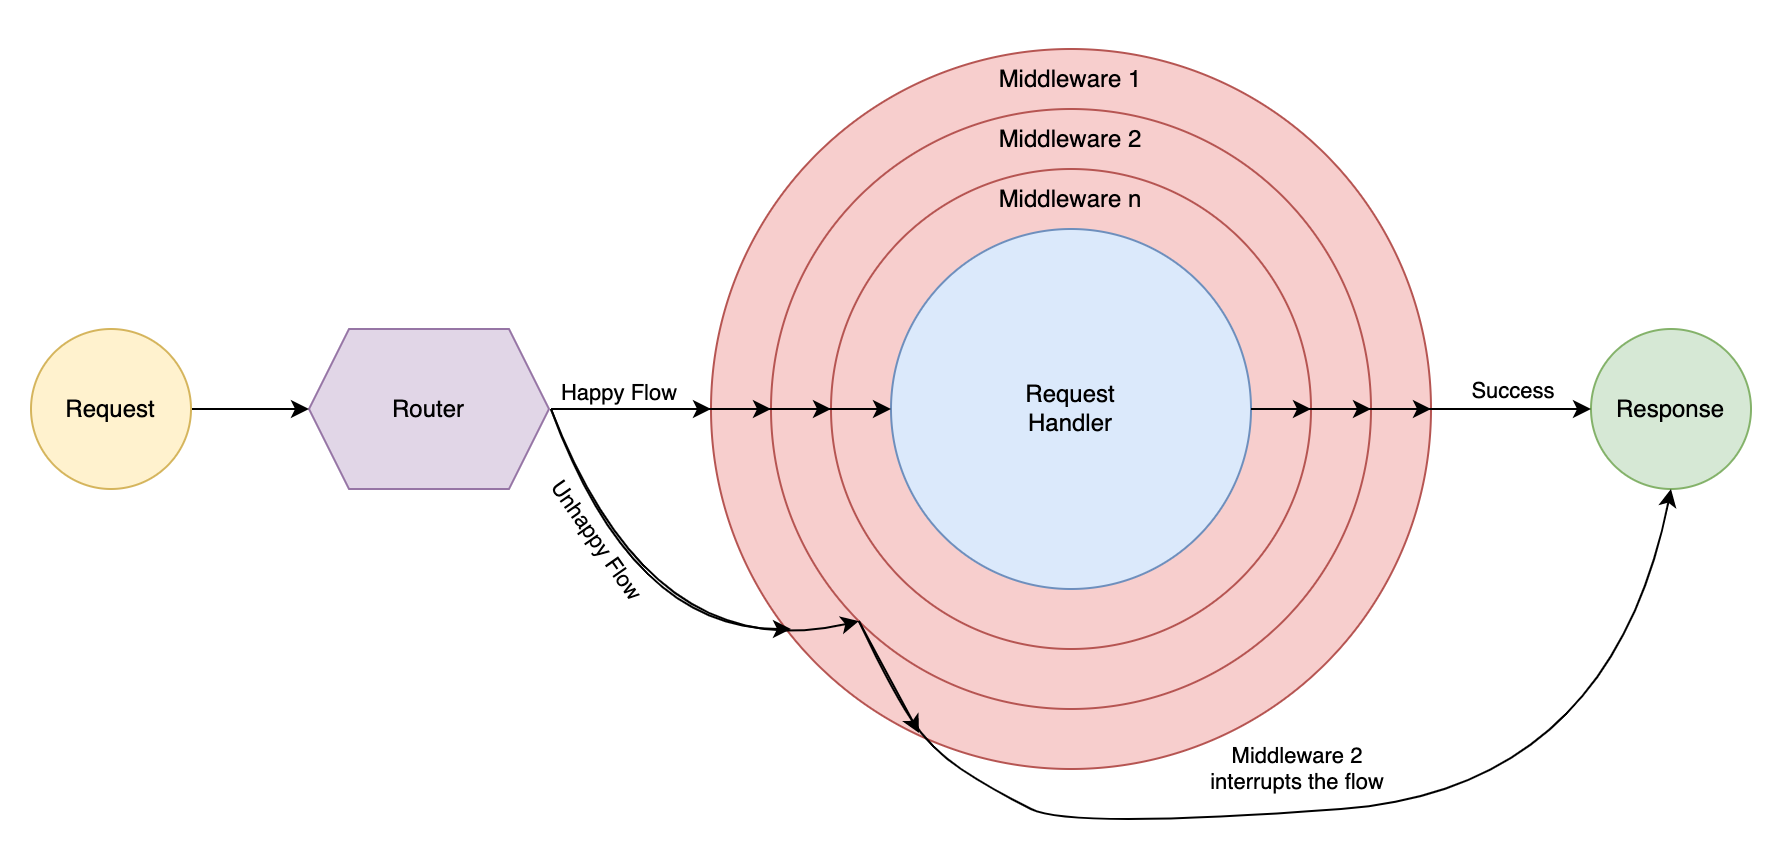 Middleware 1
Middleware 2
Middleware n
Request
Router
Happy Flow
Request
Handler
Success
Response
Unhappy Flow
Middleware 2
interrupts the flow